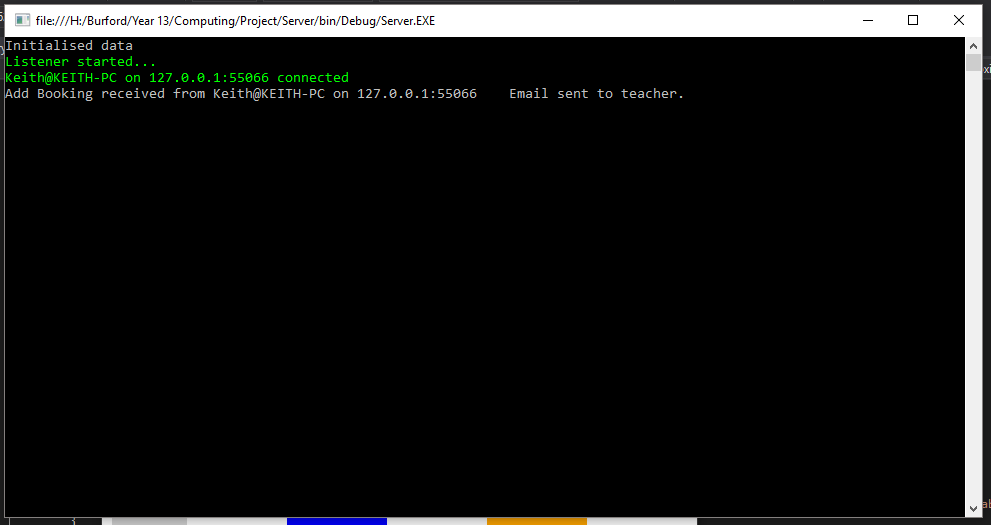 file:///H:/Burford/Year 13/Computing/Project/Server/bin/Debug/Server.EXE
Initialised data
Listener started...
Keith@KEITH-PC on 127.0.0.1:55066 connected
Add Booking received from Keith@KEITH-PC on 127.0.0.1:55066    Email sent to teacher.
{